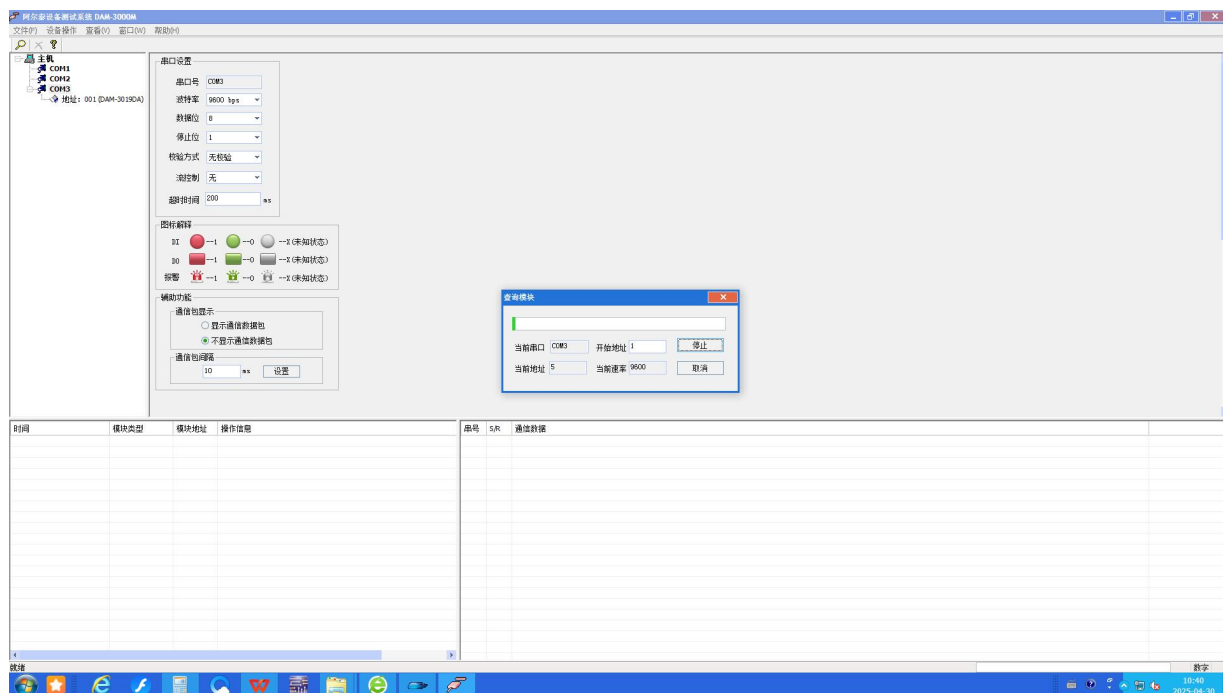 阿尔泰设备测试系统 DAM-3000M
文件(F) 设备操作 查看(V) 窗口(W) 帮助(H)
主机
COM1
COM2
COM3
地址：001 (DAM-3019DA)
串口设置
串口号 COM3
波特率 9600 bps
数据位 8
停止位 1
校验方式 无校验
流控制 无
超时时间 200 ms
图标解释
DI --1 --0 --X(未知状态)
DO --1 --0 --X(未知状态)
报警 --1 --0 --X(未知状态)
辅助功能
通信包显示
显示通信数据包
不显示通信数据包
通信包间隔
10 ms 设置
查询模块
当前串口 COM3 开始地址 1 停止
当前地址 5 当前速率 9600 取消
时间 模块类型 模块地址 操作信息
串号 S/R 通信数据
就绪
数字
10:40
2025-04-30